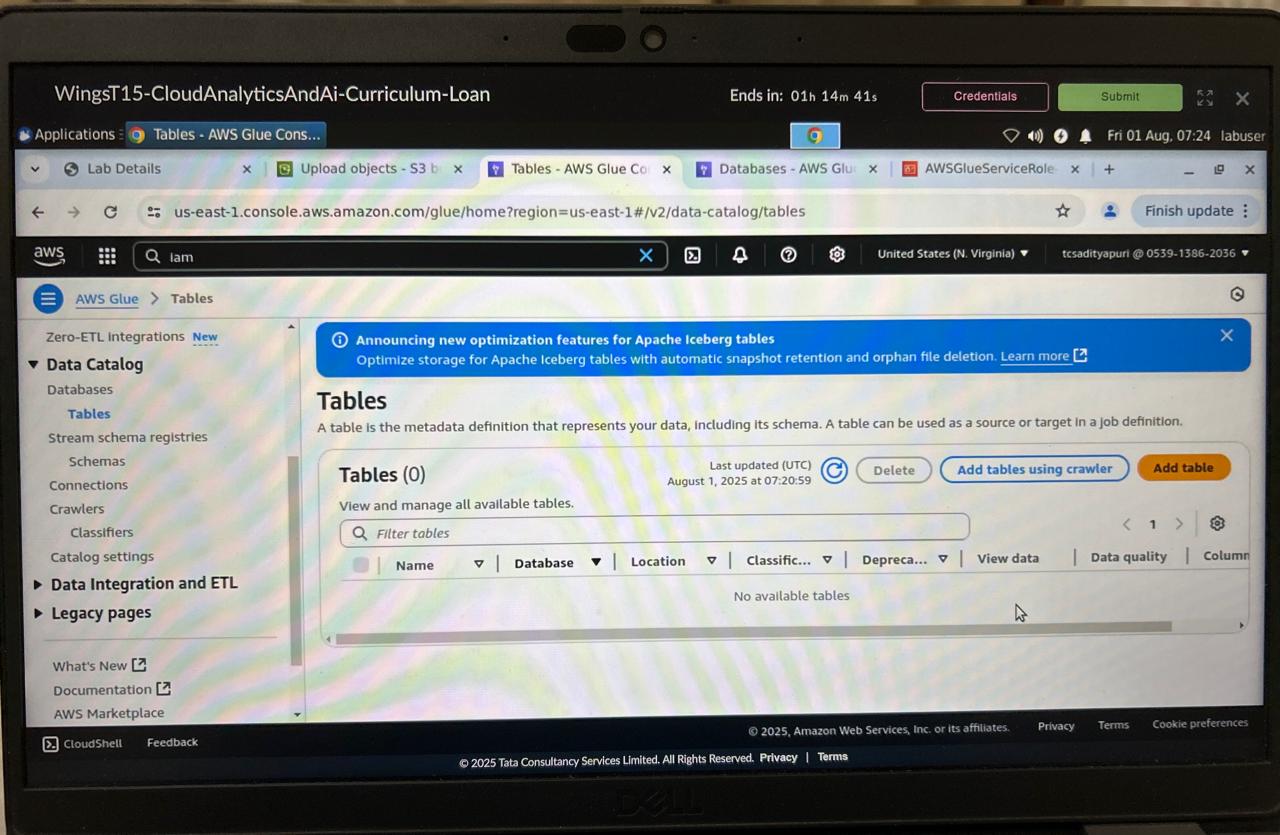 WingsT15-CloudAnalyticsAndAi-Curriculum-Loan
Ends in: 01h 14m 41s
Credentials
Submit
Applications
Tables - AWS Glue Cons...
Fri 01 Aug, 07:24 labuser
Lab Details
Upload objects - S3 b
Tables - AWS Glue Co
Databases - AWS Glu
AWSGlueServiceRole
us-east-1.console.aws.amazon.com/glue/home?region=us-east-1#/v2/data-catalog/tables
Finish update
aws
Iam
United States (N. Virginia)
tcsadityapuri @ 0539-1386-2036
AWS Glue > Tables
Zero-ETL integrations New
Data Catalog
Databases
Tables
Stream schema registries
Schemas
Connections
Crawlers
Classifiers
Catalog settings
Data Integration and ETL
Legacy pages
What's New
Documentation
AWS Marketplace
Announcing new optimization features for Apache Iceberg tables
Optimize storage for Apache Iceberg tables with automatic snapshot retention and orphan file deletion. Learn more
Tables
A table is the metadata definition that represents your data, including its schema. A table can be used as a source or target in a job definition.
Tables (0)
Last updated (UTC)
August 1, 2025 at 07:20:59
Delete
Add tables using crawler
Add table
View and manage all available tables.
Filter tables
1
Name
Database
Location
Classific...
Depreca...
View data
Data quality
Column
No available tables
CloudShell
Feedback
© 2025, Amazon Web Services, Inc. or its affiliates.
Privacy
Terms
Cookie preferences
© 2025 Tata Consultancy Services Limited. All Rights Reserved. Privacy | Terms
DELL